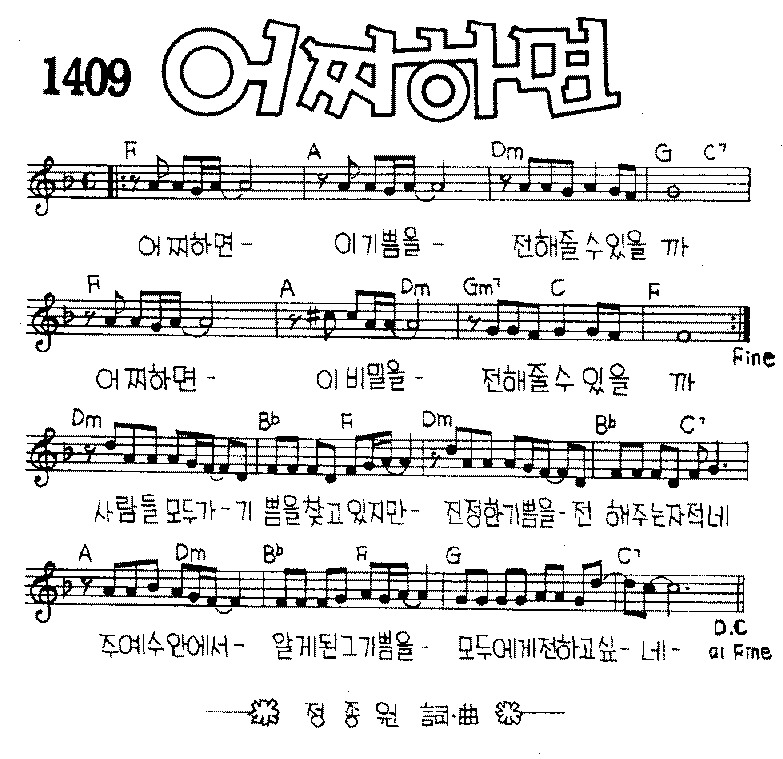 1409 어찌하면
F A Dm G C7
어찌하면- 이기쁨을- 전해줄수있을 까
F A Dm Gm7 C F
Fine
어찌하면- 이비밀을- 전해줄수있을 까
Dm Bb F Dm Bb C7
사람들모두가-기 쁨을찾고있지만- 진정한기쁨을-전 해주는자적네
A Dm Bb F G C7
D.C
주예수안에서- 알게된그기쁨을- 모두에게전하고싶-네- al Fine
정종원 詞·曲